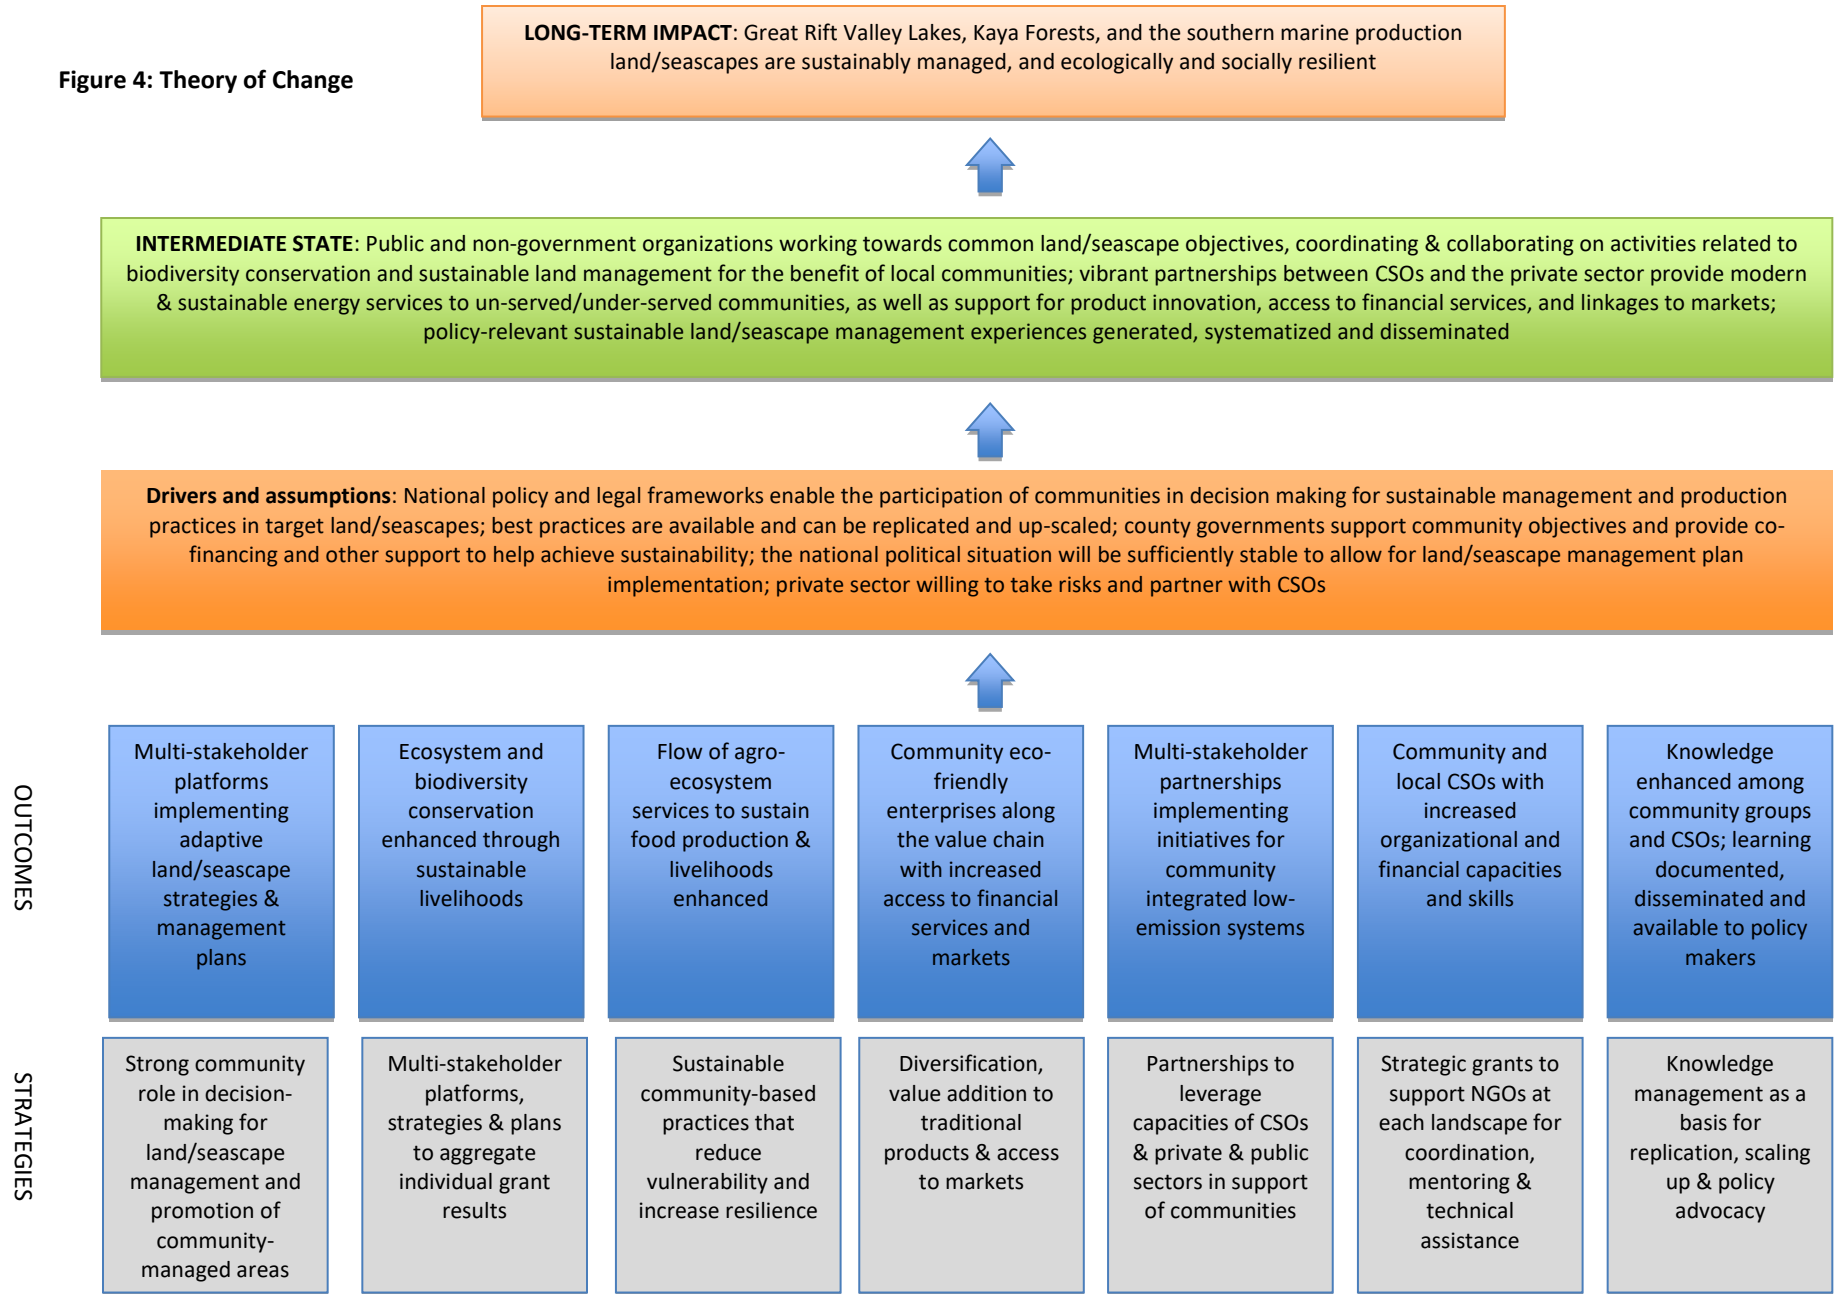 LONG-TERM IMPACT: Great Rift Valley Lakes, Kaya Forests, and the southern marine production
land/seascapes are sustainably managed, and ecologically and socially resilient
Figure 4: Theory of Change
INTERMEDIATE STATE: Public and non-government organizations working towards common land/seascape objectives, coordinating & collaborating on activities related to
biodiversity conservation and sustainable land management for the benefit of local communities; vibrant partnerships between CSOs and the private sector provide modern
& sustainable energy services to un-served/under-served communities, as well as support for product innovation, access to financial services, and linkages to markets;
policy-relevant sustainable land/seascape management experiences generated, systematized and disseminated
Drivers and assumptions: National policy and legal frameworks enable the participation of communities in decision making for sustainable management and production
practices in target land/seascapes; best practices are available and can be replicated and up-scaled; county governments support community objectives and provide co-
financing and other support to help achieve sustainability; the national political situation will be sufficiently stable to allow for land/seascape management plan
implementation; private sector willing to take risks and partner with CSOs
OUTCOMES
Multi-stakeholder
platforms
implementing
adaptive
land/seascape
strategies &
management
plans
Ecosystem and
biodiversity
conservation
enhanced through
sustainable
livelihoods
Flow of agro-
ecosystem
services to sustain
food production &
livelihoods
enhanced
Community eco-
friendly
enterprises along
the value chain
with increased
access to financial
services and
markets
Multi-stakeholder
partnerships
implementing
initiatives for
community
integrated low-
emission systems
Community and
local CSOs with
increased
organizational and
financial capacities
and skills
Knowledge
enhanced among
community groups
and CSOs; learning
documented,
disseminated and
available to policy
makers
STRATEGIES
Strong community
role in decision-
making for
land/seascape
management and
promotion of
community-
managed areas
Multi-stakeholder
platforms,
strategies & plans
to aggregate
individual grant
results
Sustainable
community-based
practices that
reduce
vulnerability and
increase resilience
Diversification,
value addition to
traditional
products & access
to markets
Partnerships to
leverage
capacities of CSOs
& private & public
sectors in support
of communities
Strategic grants to
support NGOs at
each landscape for
coordination,
mentoring &
technical
assistance
Knowledge
management as a
basis for
replication, scaling
up & policy
advocacy